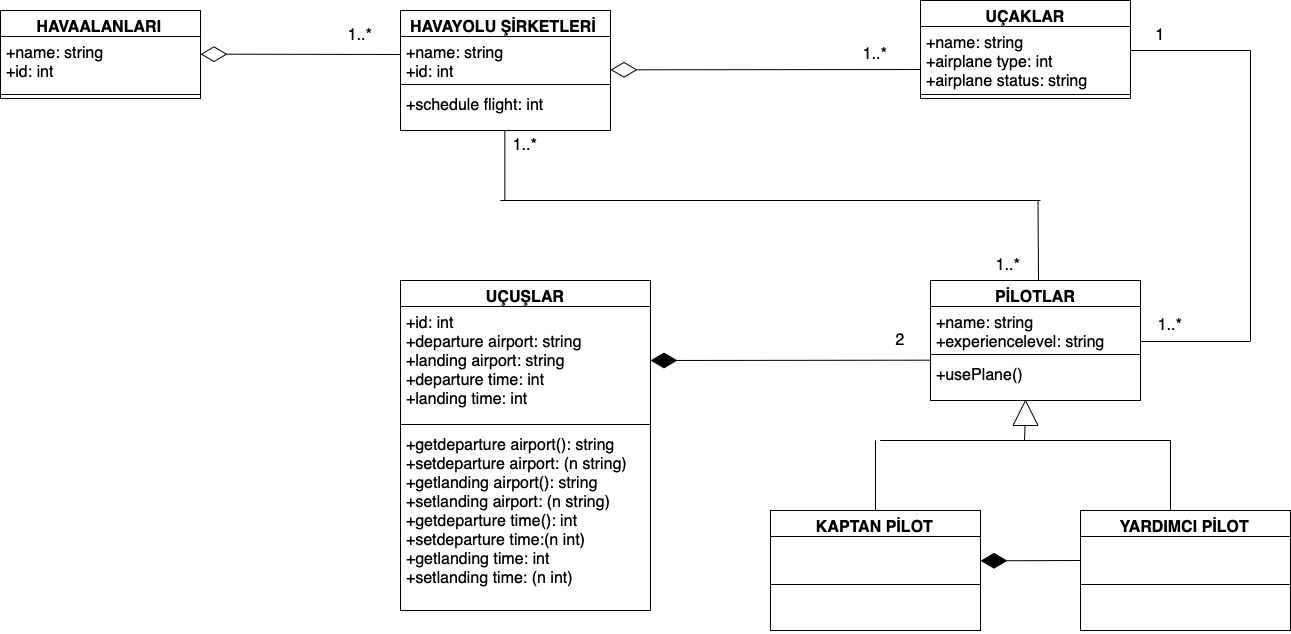 HAVAALANLARI
+name: string
+id: int
1..*
HAVAYOLU ŞİRKETLERİ
+name: string
+id: int
+schedule flight: int
1..*
1..*
UÇAKLAR
+name: string
+airplane type: int
+airplane status: string
1
1..*
1..*
UÇUŞLAR
+id: int
+departure airport: string
+landing airport: string
+departure time: int
+landing time: int
+getdeparture airport(): string
+setdeparture airport: (n string)
+getlanding airport(): string
+setlanding airport: (n string)
+getdeparture time(): int
+setdeparture time:(n int)
+getlanding time: int
+setlanding time: (n int)
2
PİLOTLAR
+name: string
+experiencelevel: string
+usePlane()
KAPTAN PİLOT
YARDIMCI PİLOT